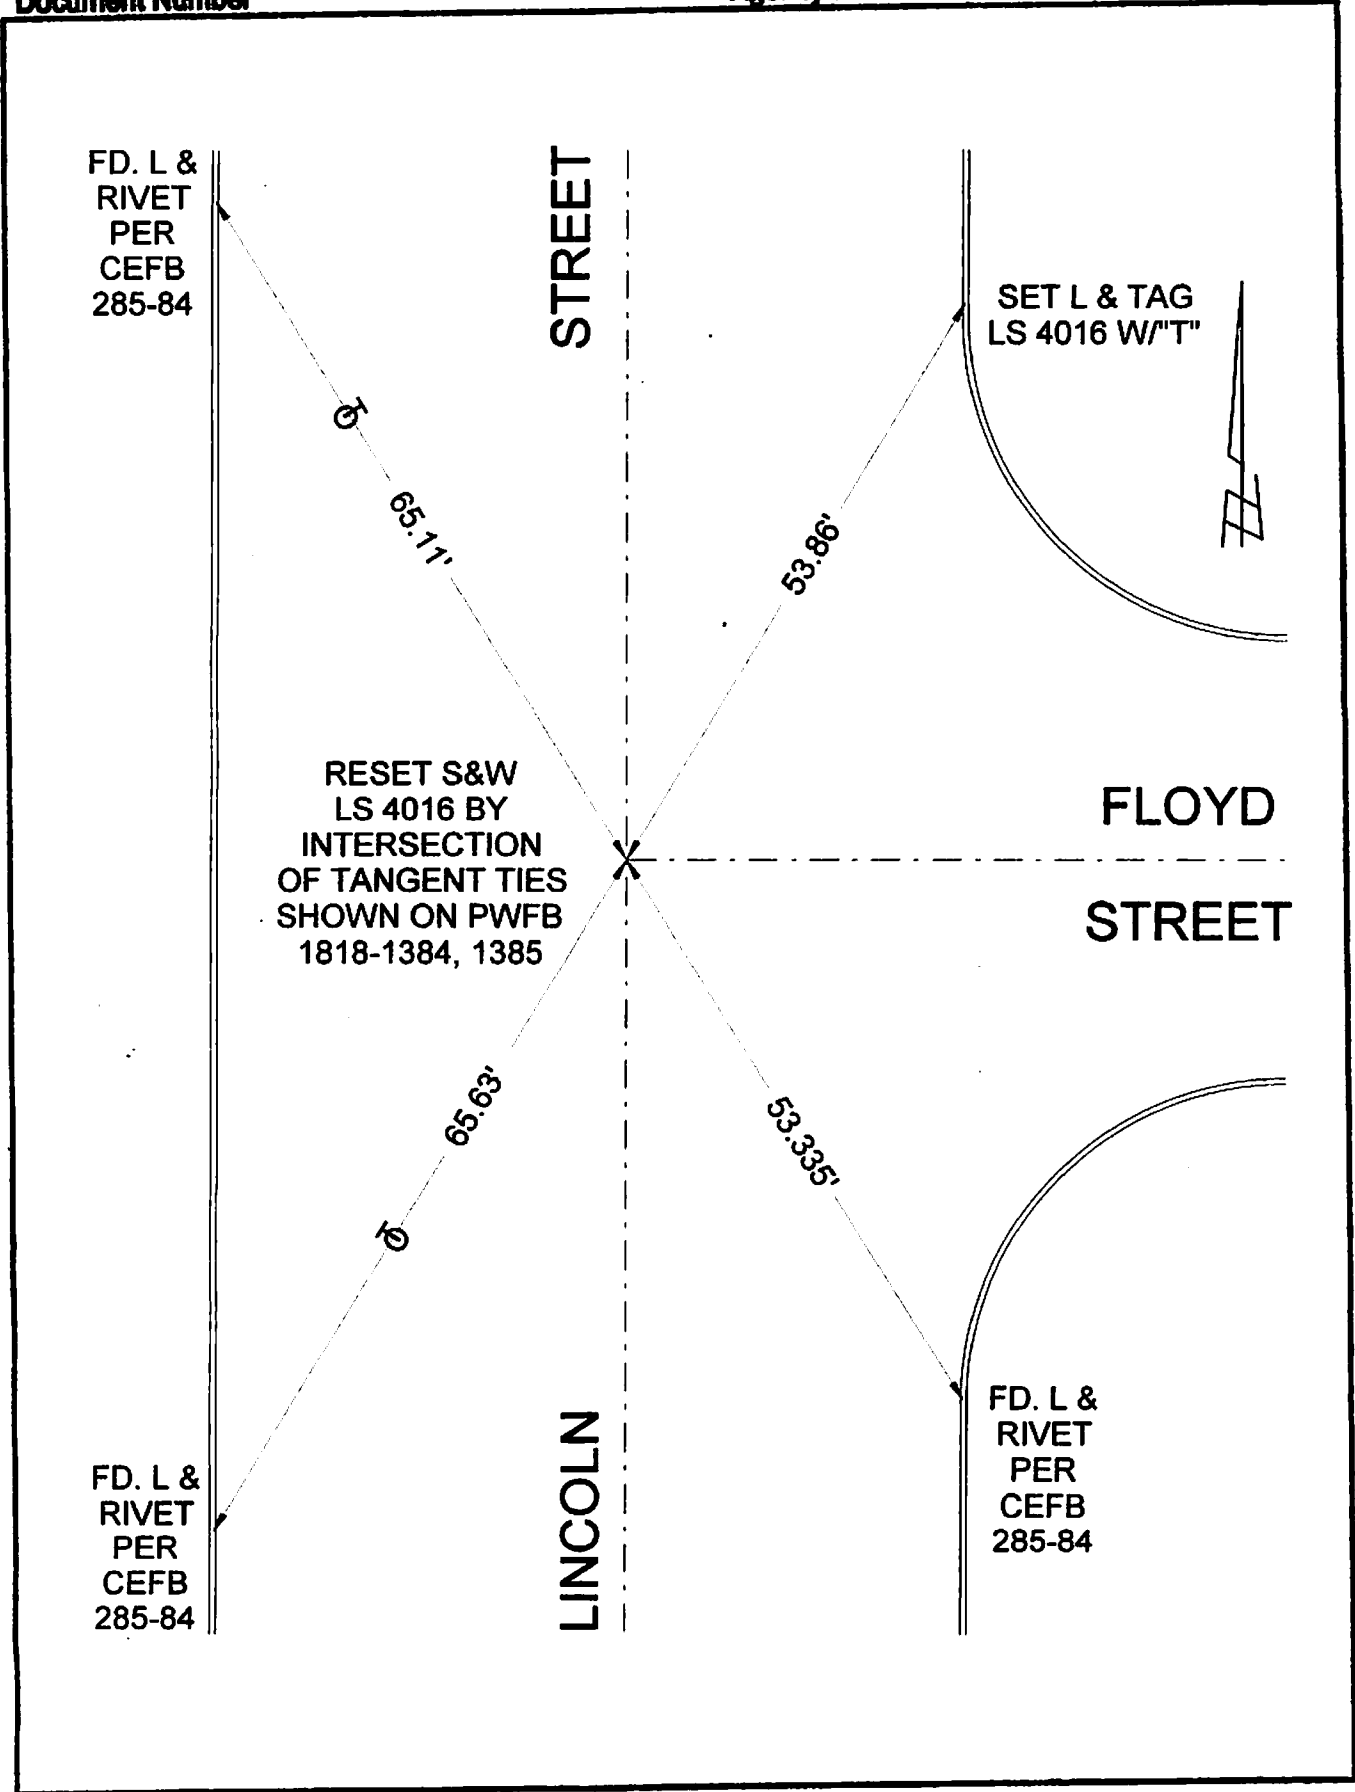 Document Number
FD. L &
RIVET
PER
CEFB
285-84
STREET
SET L & TAG
LS 4016 W/"T"
65.11'
53.86'
RESET S&W
LS 4016 BY
INTERSECTION
OF TANGENT TIES
SHOWN ON PWFB
1818-1384, 1385
FLOYD
STREET
65.63'
53.335'
LINCOLN
FD. L &
RIVET
PER
CEFB
285-84
FD. L &
RIVET
PER
CEFB
285-84